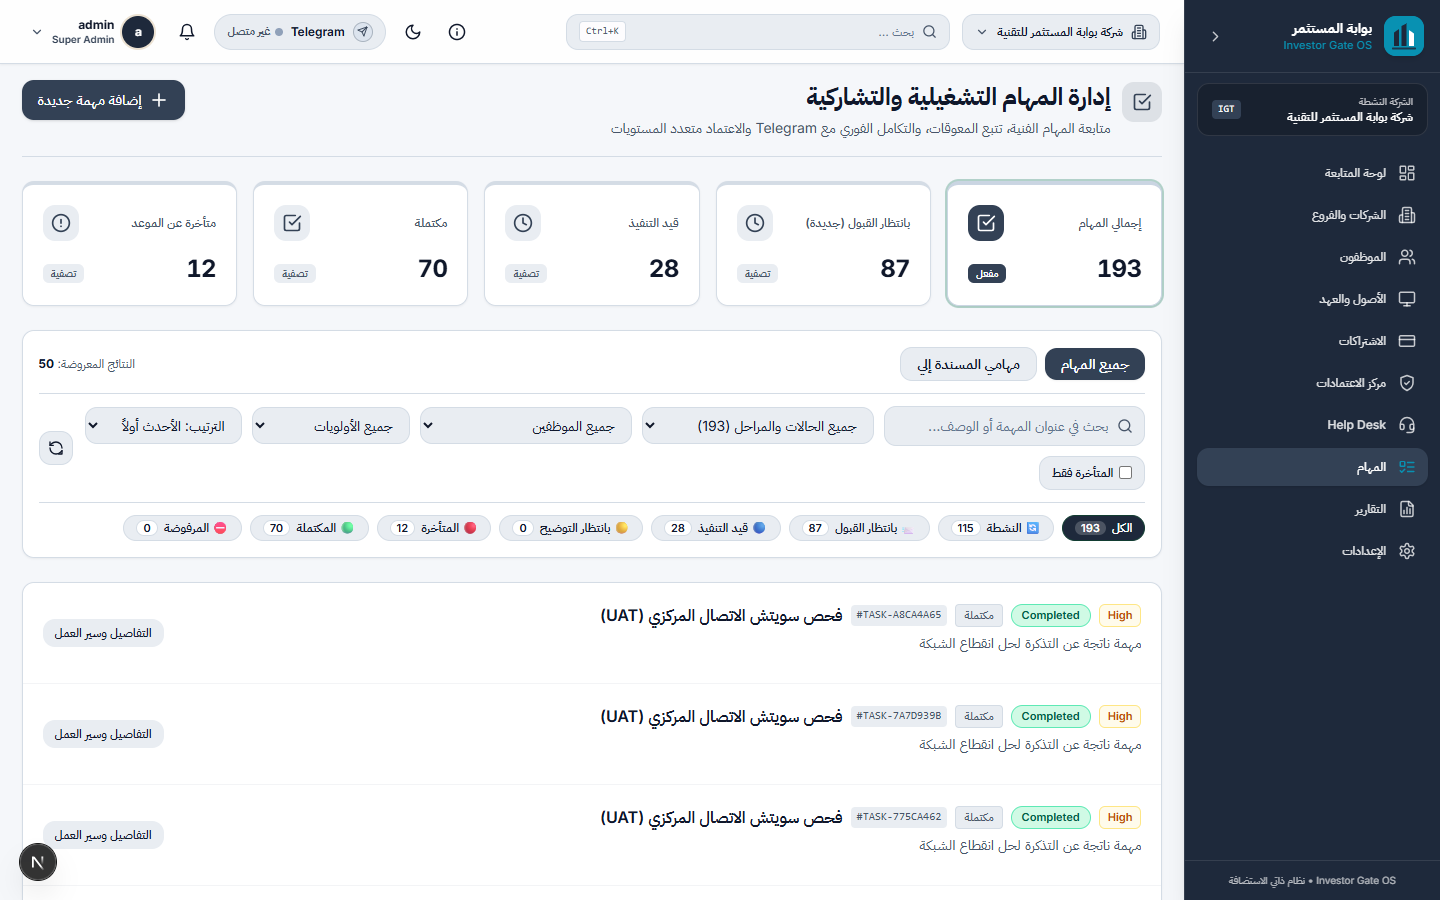 بوابة المستثمر
Investor Gate OS
الشركة النشطة
شركة بوابة المستثمر للتقنية
IGT
لوحة المتابعة
الشركات والفروع
الموظفون
الأصول والعهد
الاشتراكات
مركز الاعتمادات
Help Desk
المهام
التقارير
الإعدادات
Investor Gate OS • نظام ذاتي الاستضافة
شركة بوابة المستثمر للتقنية
بحث ...
Ctrl+K
Telegram غير متصل
a
admin
Super Admin
إدارة المهام التشغيلية والتشاركية
متابعة المهام الفنية، تتبع المعوقات، والتكامل الفوري مع Telegram والاعتماد متعدد المستويات
إضافة مهمة جديدة
إجمالي المهام
193
مفعل
بانتظار القبول (جديدة)
87
تصفية
قيد التنفيذ
28
تصفية
مكتملة
70
تصفية
متأخرة عن الموعد
12
تصفية
جميع المهام
مهامي المسندة إلي
النتائج المعروضة: 50
بحث في عنوان المهمة أو الوصف...
جميع الحالات والمراحل (193)
جميع الموظفين
جميع الأولويات
الترتيب: الأحدث أولاً
المتأخرة فقط
الكل 193
النشطة 115
بانتظار القبول 87
قيد التنفيذ 28
بانتظار التوضيح 0
المتأخرة 12
المكتملة 70
المرفوضة 0
High Completed مكتملة #TASK-A8CA4A65 فحص سويتش الاتصال المركزي (UAT)
مهمة ناتجة عن التذكرة لحل انقطاع الشبكة
التفاصيل وسير العمل
High Completed مكتملة #TASK-7A7D939B فحص سويتش الاتصال المركزي (UAT)
مهمة ناتجة عن التذكرة لحل انقطاع الشبكة
التفاصيل وسير العمل
High Completed مكتملة #TASK-775CA462 فحص سويتش الاتصال المركزي (UAT)
مهمة ناتجة عن التذكرة لحل انقطاع الشبكة
التفاصيل وسير العمل
N